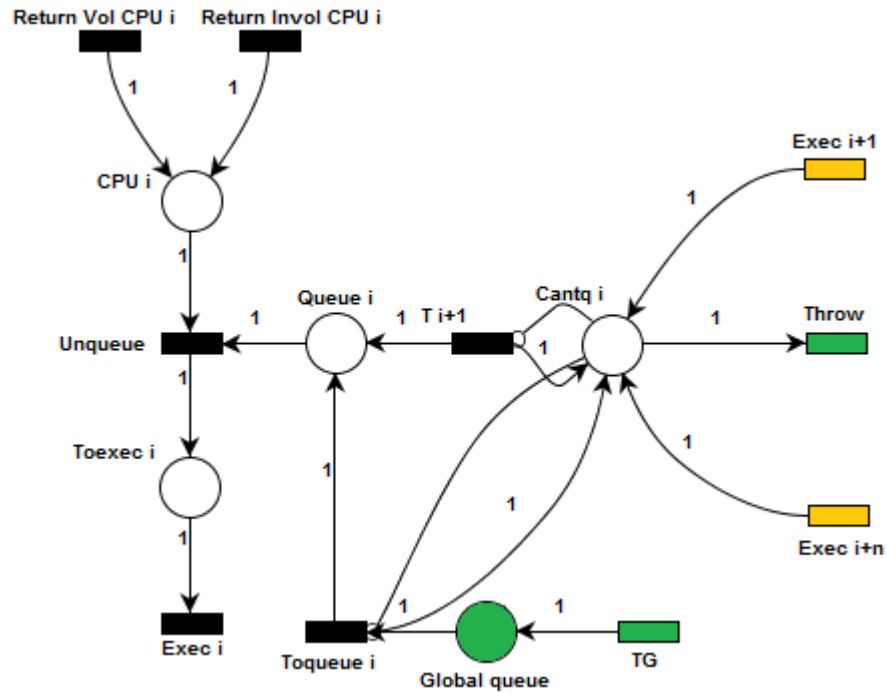 Return Vol CPU i
Return Invol CPU i
1
1
Exec i+1
CPU i
1
1
Queue i
Cantq i
1
1
T i+1
1
1
Throw
Unqueue
1
Toexec i
1
1
1
1
Exec i+n
1
1
Exec i
Toqueue i
Global queue
TG